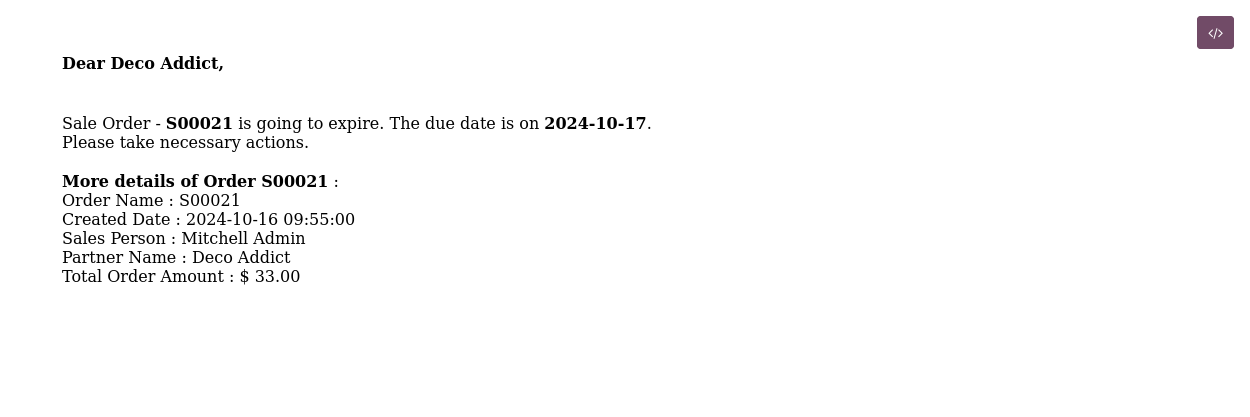 Dear Deco Addict,
Sale Order - S00021 is going to expire. The due date is on 2024-10-17.
Please take necessary actions.
More details of Order S00021 :
Order Name : S00021
Created Date : 2024-10-16 09:55:00
Sales Person : Mitchell Admin
Partner Name : Deco Addict
Total Order Amount : $ 33.00